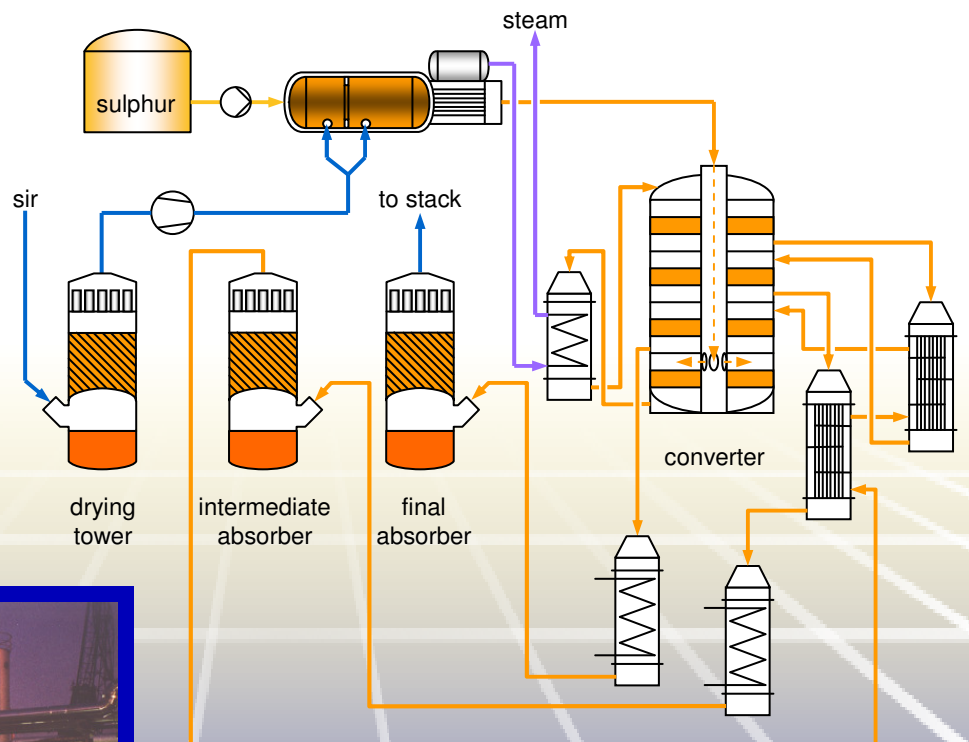 steam
sulphur
sir
to stack
converter
drying
tower
intermediate
absorber
final
absorber